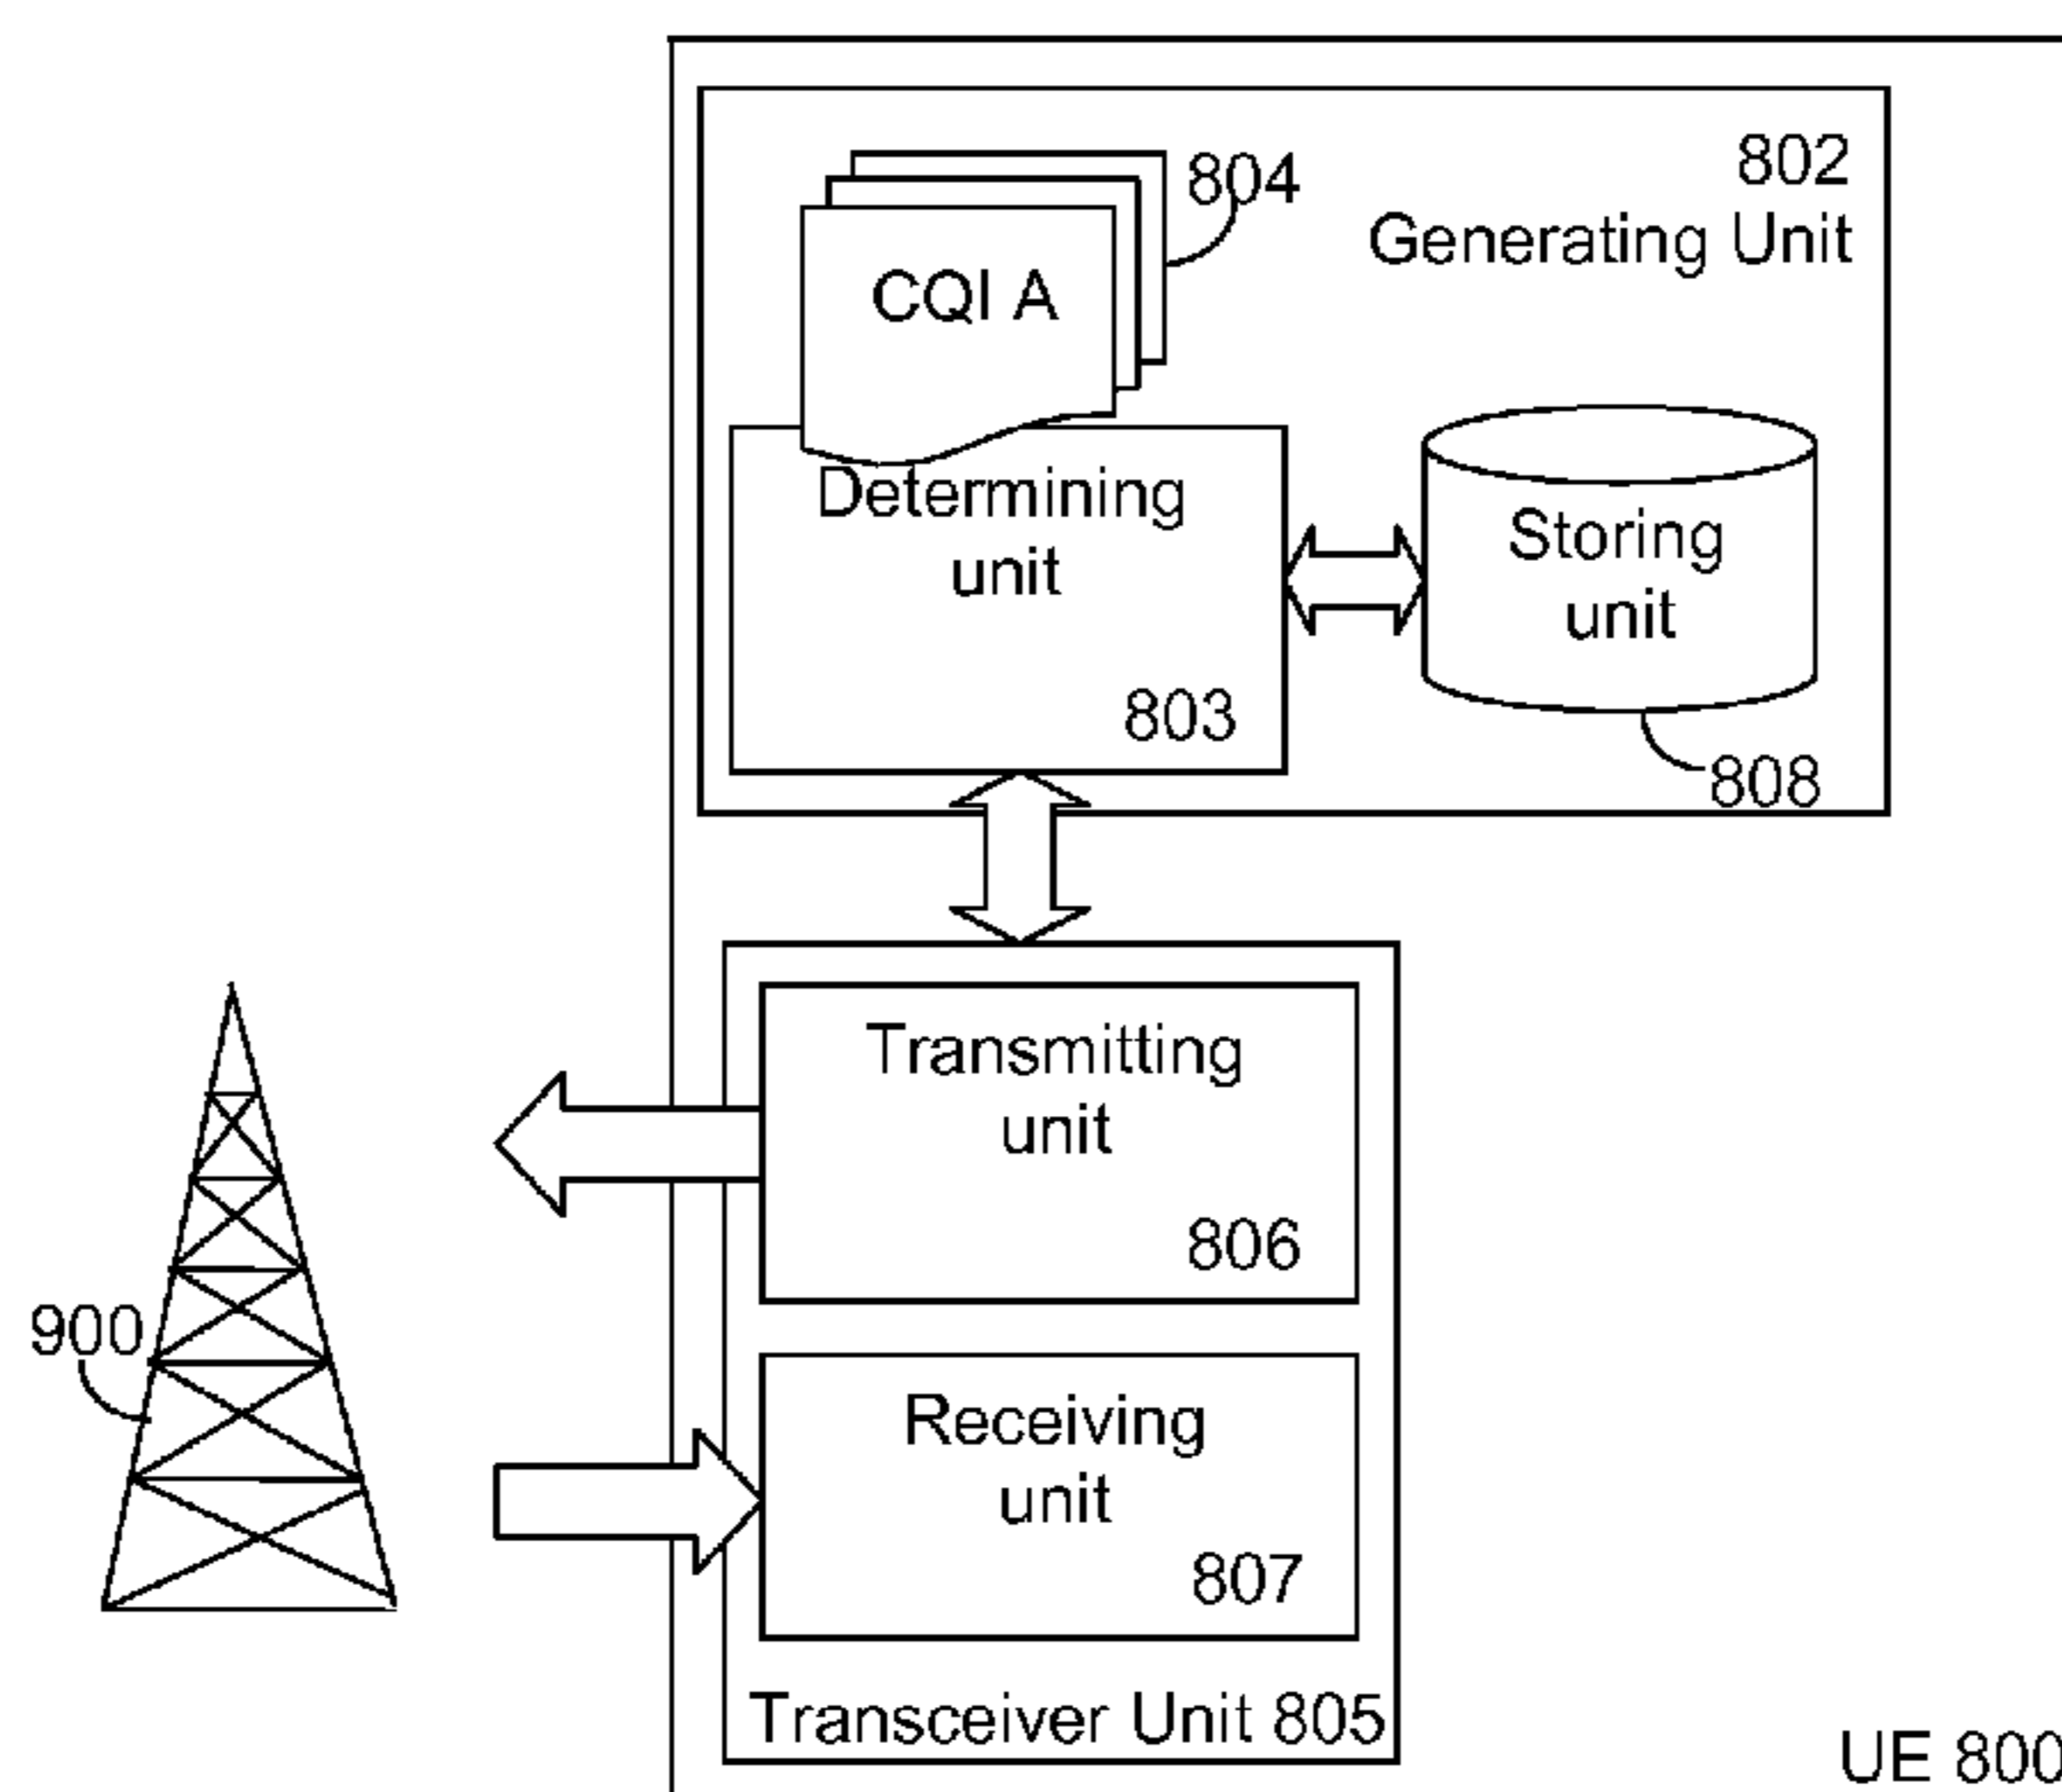 802
Generating Unit
804
CQI A
Determining
unit
803
Storing
unit
808
Transmitting
unit
806
900
Receiving
unit
807
Transceiver Unit 805
UE 800